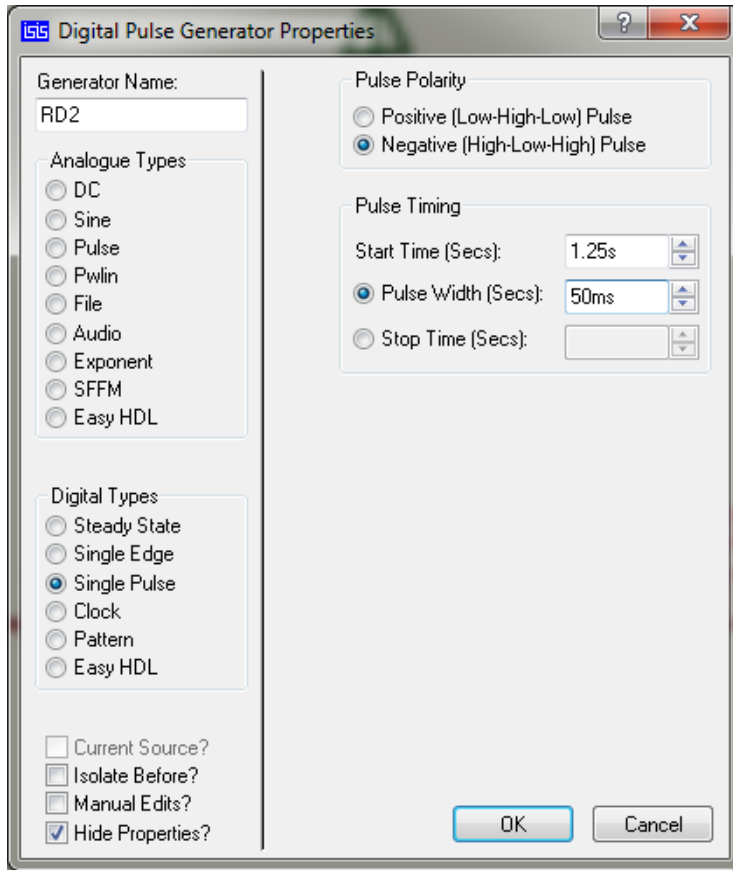 isis Digital Pulse Generator Properties
? X
Generator Name:
RD2
Analogue Types
DC
Sine
Pulse
Pwlin
File
Audio
Exponent
SFFM
Easy HDL
Digital Types
Steady State
Single Edge
Single Pulse
Clock
Pattern
Easy HDL
Current Source?
Isolate Before?
Manual Edits?
Hide Properties?
Pulse Polarity
Positive (Low-High-Low) Pulse
Negative (High-Low-High) Pulse
Pulse Timing
Start Time (Secs): 1.25s
Pulse Width (Secs): 50ms
Stop Time (Secs):
OK Cancel